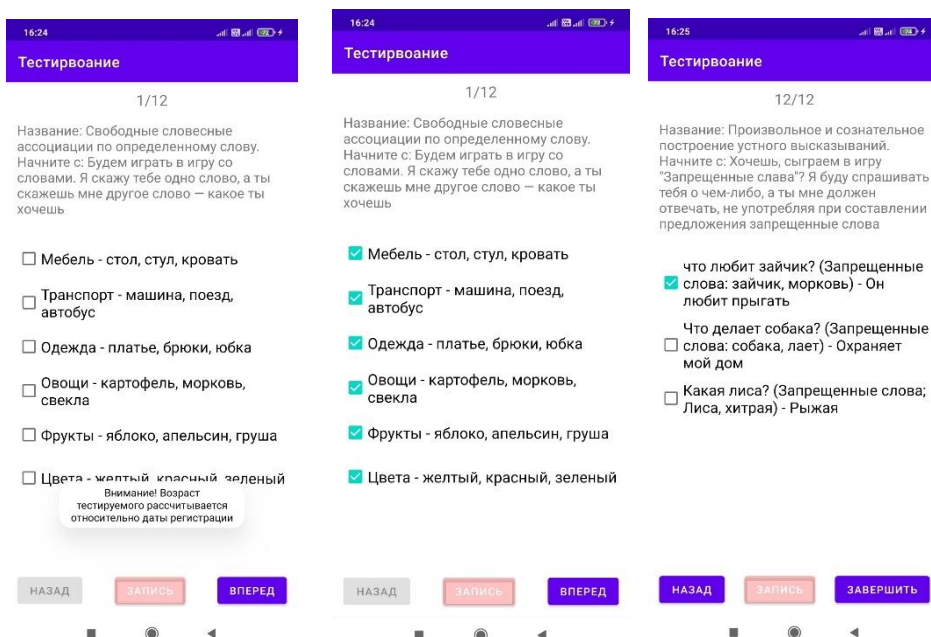 16:24
Тестирвоание
1/12
Название: Свободные словесные
ассоциации по определенному слову.
Начните с: Будем играть в игру со
словами. Я скажу тебе одно слово, а ты
скажешь мне другое слово — какое ты
хочешь
Мебель - стол, стул, кровать
Транспорт - машина, поезд,
автобус
Одежда - платье, брюки, юбка
Овощи - картофель, морковь,
свекла
Фрукты - яблоко, апельсин, груша
Цвета - желтый, красный, зеленый
Внимание! Возраст
тестируемого рассчитывается
относительно даты регистрации
НАЗАД
ЗАПИСЬ
ВПЕРЕД
16:24
Тестирвоание
1/12
Название: Свободные словесные
ассоциации по определенному слову.
Начните с: Будем играть в игру со
словами. Я скажу тебе одно слово, а ты
скажешь мне другое слово — какое ты
хочешь
Мебель - стол, стул, кровать
Транспорт - машина, поезд,
автобус
Одежда - платье, брюки, юбка
Овощи - картофель, морковь,
свекла
Фрукты - яблоко, апельсин, груша
Цвета - желтый, красный, зеленый
НАЗАД
ЗАПИСЬ
ВПЕРЕД
16:25
Тестирвоание
12/12
Название: Произвольное и сознательное
построение устного высказываний.
Начните с: Хочешь, сыграем в игру
"Запрещенные слава"? Я буду спрашивать
тебя о чем-либо, а ты мне должен
отвечать, не употребляя при составлении
предложения запрещенные слова
что любит зайчик? (Запрещенные
слова: зайчик, морковь) - Он
любит прыгать
Что делает собака? (Запрещенные
слова: собака, лает) - Охраняет
мой дом
Какая лиса? (Запрещенные слова;
Лиса, хитрая) - Рыжая
НАЗАД
ЗАПИСЬ
ЗАВЕРШИТЬ